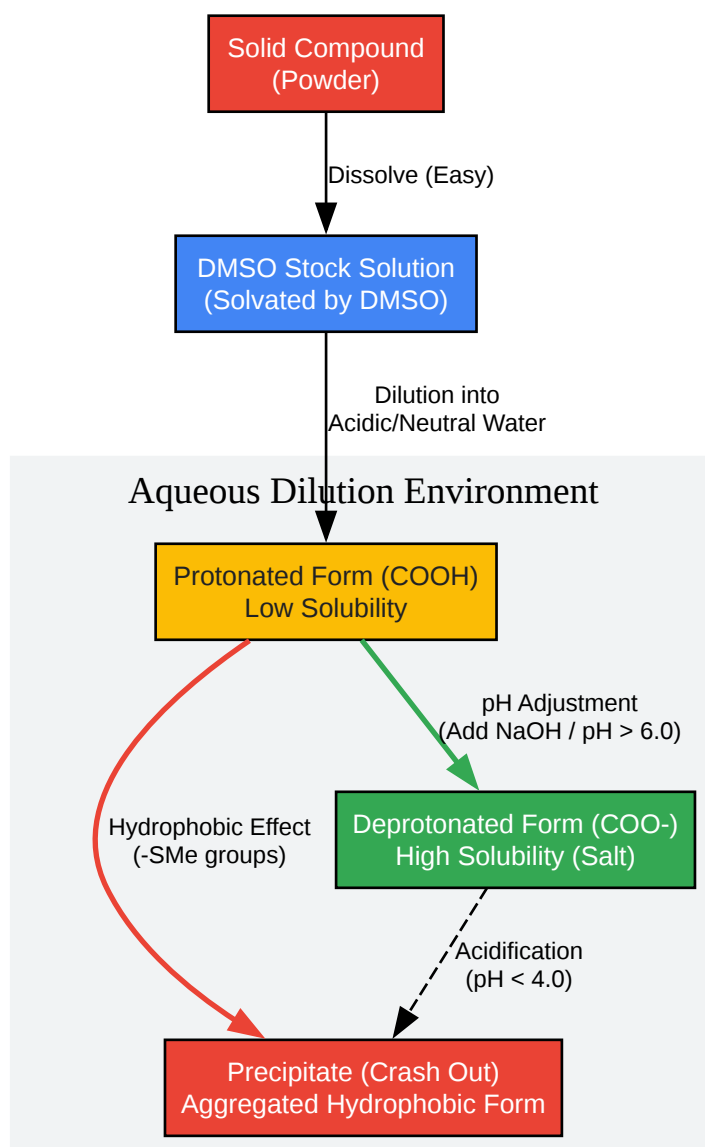 Solid Compound
(Powder)
Dissolve (Easy)
DMSO Stock Solution
(Solvated by DMSO)
Dilution into
Acidic/Neutral Water
Aqueous Dilution Environment
Protonated Form (COOH)
Low Solubility
pH Adjustment
(Add NaOH / pH > 6.0)
Hydrophobic Effect
(-SMe groups)
Deprotonated Form (COO-)
High Solubility (Salt)
Acidification
(pH < 4.0)
Precipitate (Crash Out)
Aggregated Hydrophobic Form